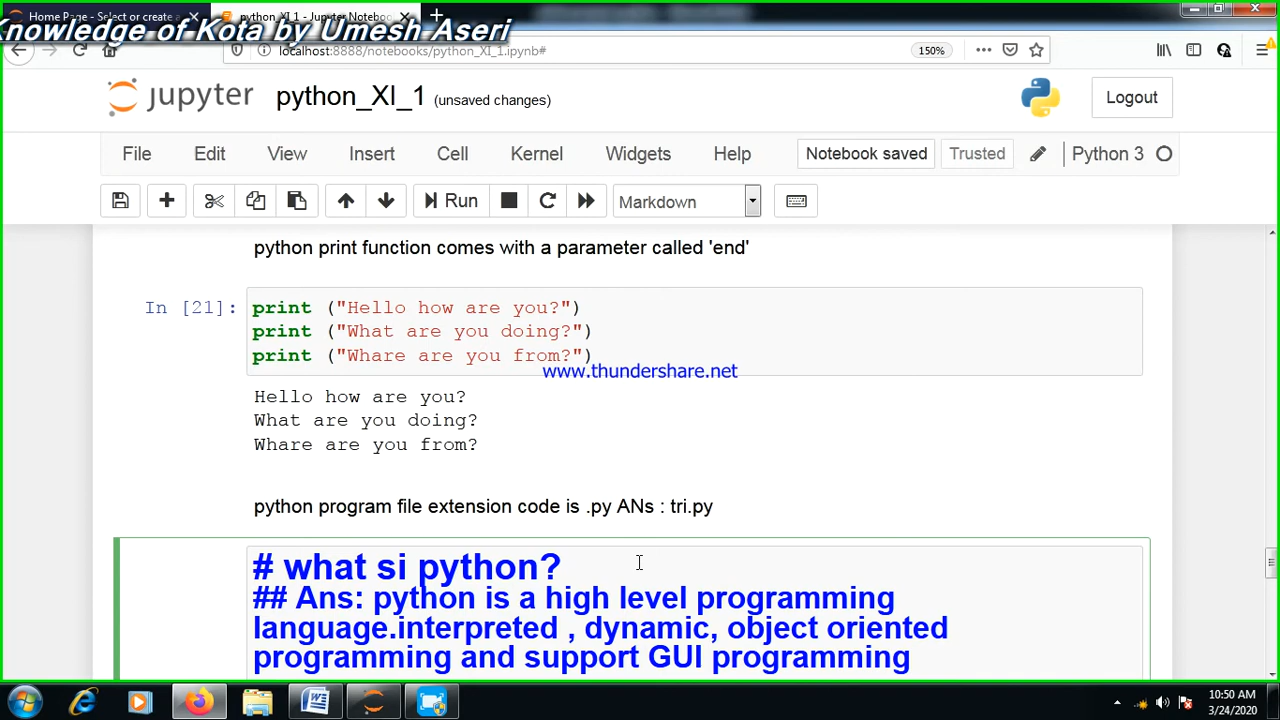 Home Page - Select or create a
python_XI_1 - Jupyter Noteboo
Knowledge of Kota by Umesh Aseri
localhost:8888/notebooks/python_XI_1.ipynb#
150%
jupyter
python_XI_1 (unsaved changes)
Logout
File Edit View Insert Cell Kernel Widgets Help
Notebook saved
Trusted
Python 3
Run
Markdown
python print function comes with a parameter called 'end'
In [21]:
print ("Hello how are you?")
print ("What are you doing?")
print ("Whare are you from?")
www.thundershare.net
Hello how are you?
What are you doing?
Whare are you from?
python program file extension code is .py ANs : tri.py
# what si python?
## Ans: python is a high level programming
language.interpreted , dynamic, object oriented
programming and support GUI programming
10:50 AM
3/24/2020